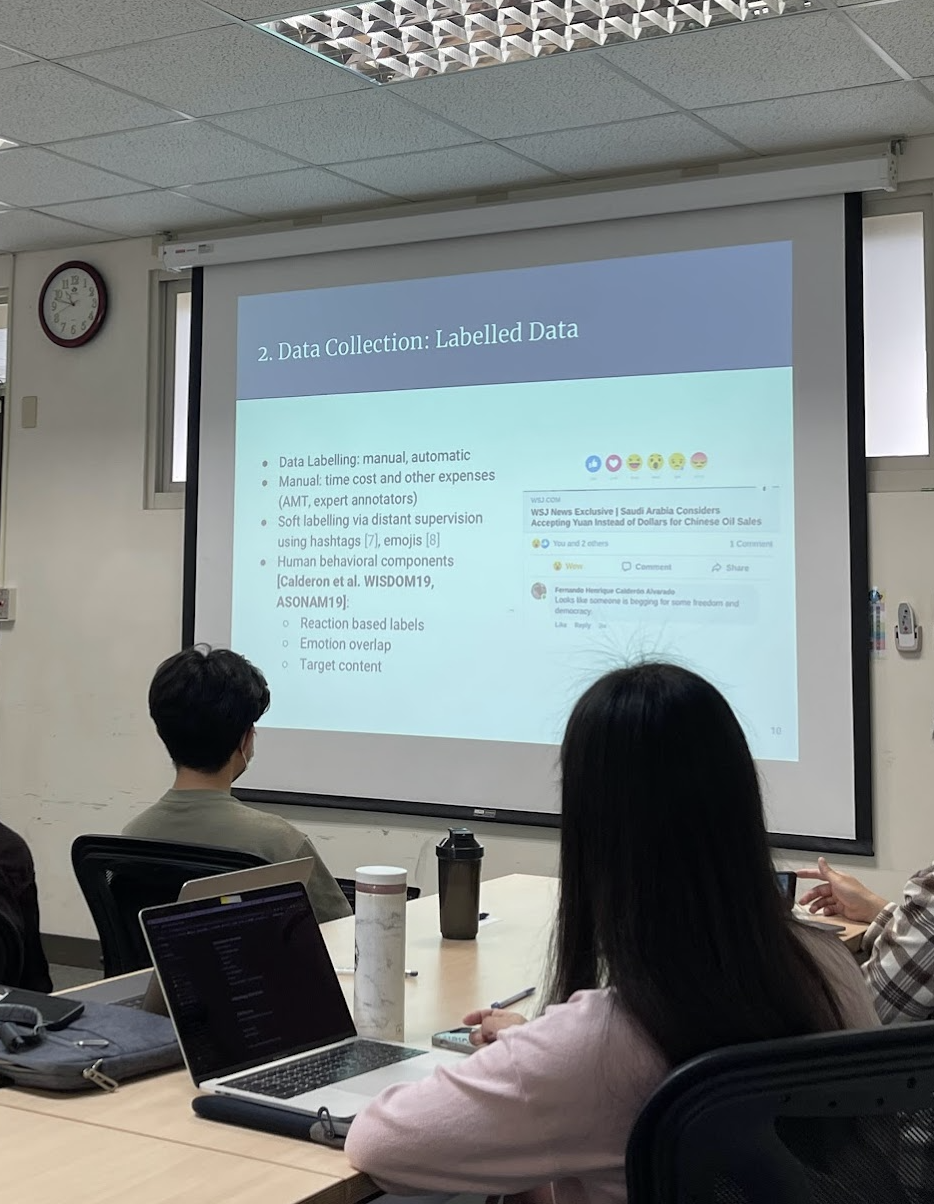 2. Data Collection: Labelled Data
● Data Labelling: manual, automatic
● Manual: time cost and other expenses
(AMT, expert annotators)
● Soft labelling via distant supervision
using hashtags [7], emojis [8]
● Human behavioral components
[Calderon et al. WISDOM19,
ASONAM19]:
○ Reaction based labels
○ Emotion overlap
○ Target content
WSJ.COM
WSJ News Exclusive | Saudi Arabia Considers
Accepting Yuan Instead of Dollars for Chinese Oil Sales
You and 2 others 1 Comment
Wow Comment Share
Fernando Henrique Calderón Alvarado
Looks like someone is begging for some freedom and
democracy.
Like Reply
18